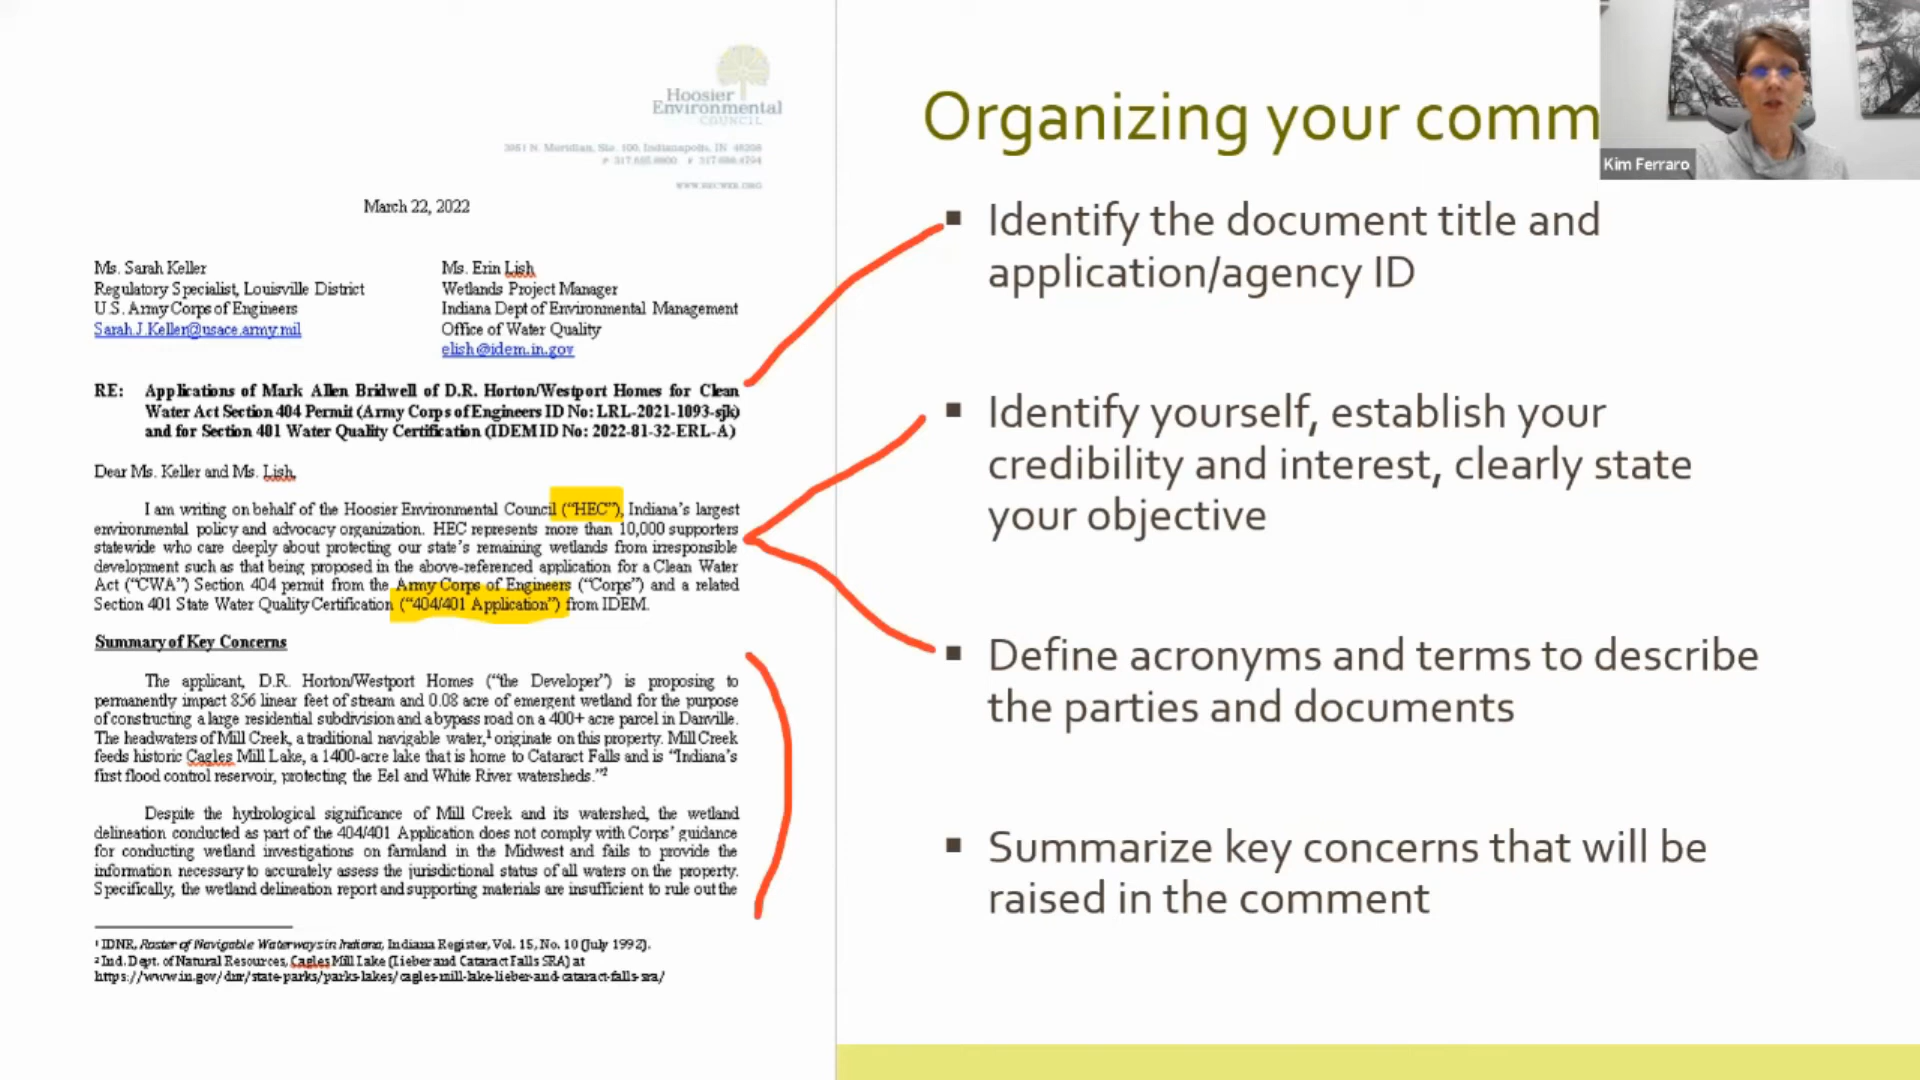 Hoosier
Environmental
COUNCIL
3951 N. Meridian, Ste. 100, Indianapolis, IN 46208
March 22, 2022
Ms. Sarah Keller
Regulatory Specialist, Louisville District
U.S. Army Corps of Engineers
Sarah.J.Keller@usace.army.mil
Ms. Erin Lish
Wetlands Project Manager
Indiana Dept of Environmental Management
Office of Water Quality
elish@idem.in.gov
RE: Applications of Mark Allen Bridwell of D.R. Horton/Westport Homes for Clean
Water Act Section 404 Permit (Army Corps of Engineers ID No: LRL-2021-1093-sjk)
and for Section 401 Water Quality Certification (IDEM ID No: 2022-81-32-ERL-A)
Dear Ms. Keller and Ms. Lish,
I am writing on behalf of the Hoosier Environmental Council (“HEC”), Indiana’s largest
environmental policy and advocacy organization. HEC represents more than 10,000 supporters
statewide who care deeply about protecting our state’s remaining wetlands from irresponsible
development such as that being proposed in the above-referenced application for a Clean Water
Act (“CWA”) Section 404 permit from the Army Corps of Engineers (“Corps”) and a related
Section 401 State Water Quality Certification (“404/401 Application”) from IDEM.
Summary of Key Concerns
The applicant, D.R. Horton/Westport Homes (“the Developer”) is proposing to
permanently impact 856 linear feet of stream and 0.08 acre of emergent wetland for the purpose
of constructing a large residential subdivision and a bypass road on a 400+ acre parcel in Danville.
The headwaters of Mill Creek, a traditional navigable water,¹ originate on this property. Mill Creek
feeds historic Cagles Mill Lake, a 1400-acre lake that is home to Cataract Falls and is “Indiana’s
first flood control reservoir, protecting the Eel and White River watersheds.”²
Despite the hydrological significance of Mill Creek and its watershed, the wetland
delineation conducted as part of the 404/401 Application does not comply with Corps’ guidance
for conducting wetland investigations on farmland in the Midwest and fails to provide the
information necessary to accurately assess the jurisdictional status of all waters on the property.
Specifically, the wetland delineation report and supporting materials are insufficient to rule out the
¹ IDNR, Roster of Navigable Waterways in Indiana, Indiana Register, Vol. 15, No. 10 (July 1992).
² Ind. Dept. of Natural Resources, Cagles Mill Lake (Lieber and Cataract Falls SRA) at
https://www.in.gov/dnr/state-parks/parks-lakes/cagles-mill-lake-lieber-and-cataract-falls-sra/
Organizing your comm
▪ Identify the document title and
application/agency ID
▪ Identify yourself, establish your
credibility and interest, clearly state
your objective
▪ Define acronyms and terms to describe
the parties and documents
▪ Summarize key concerns that will be
raised in the comment
Kim Ferraro